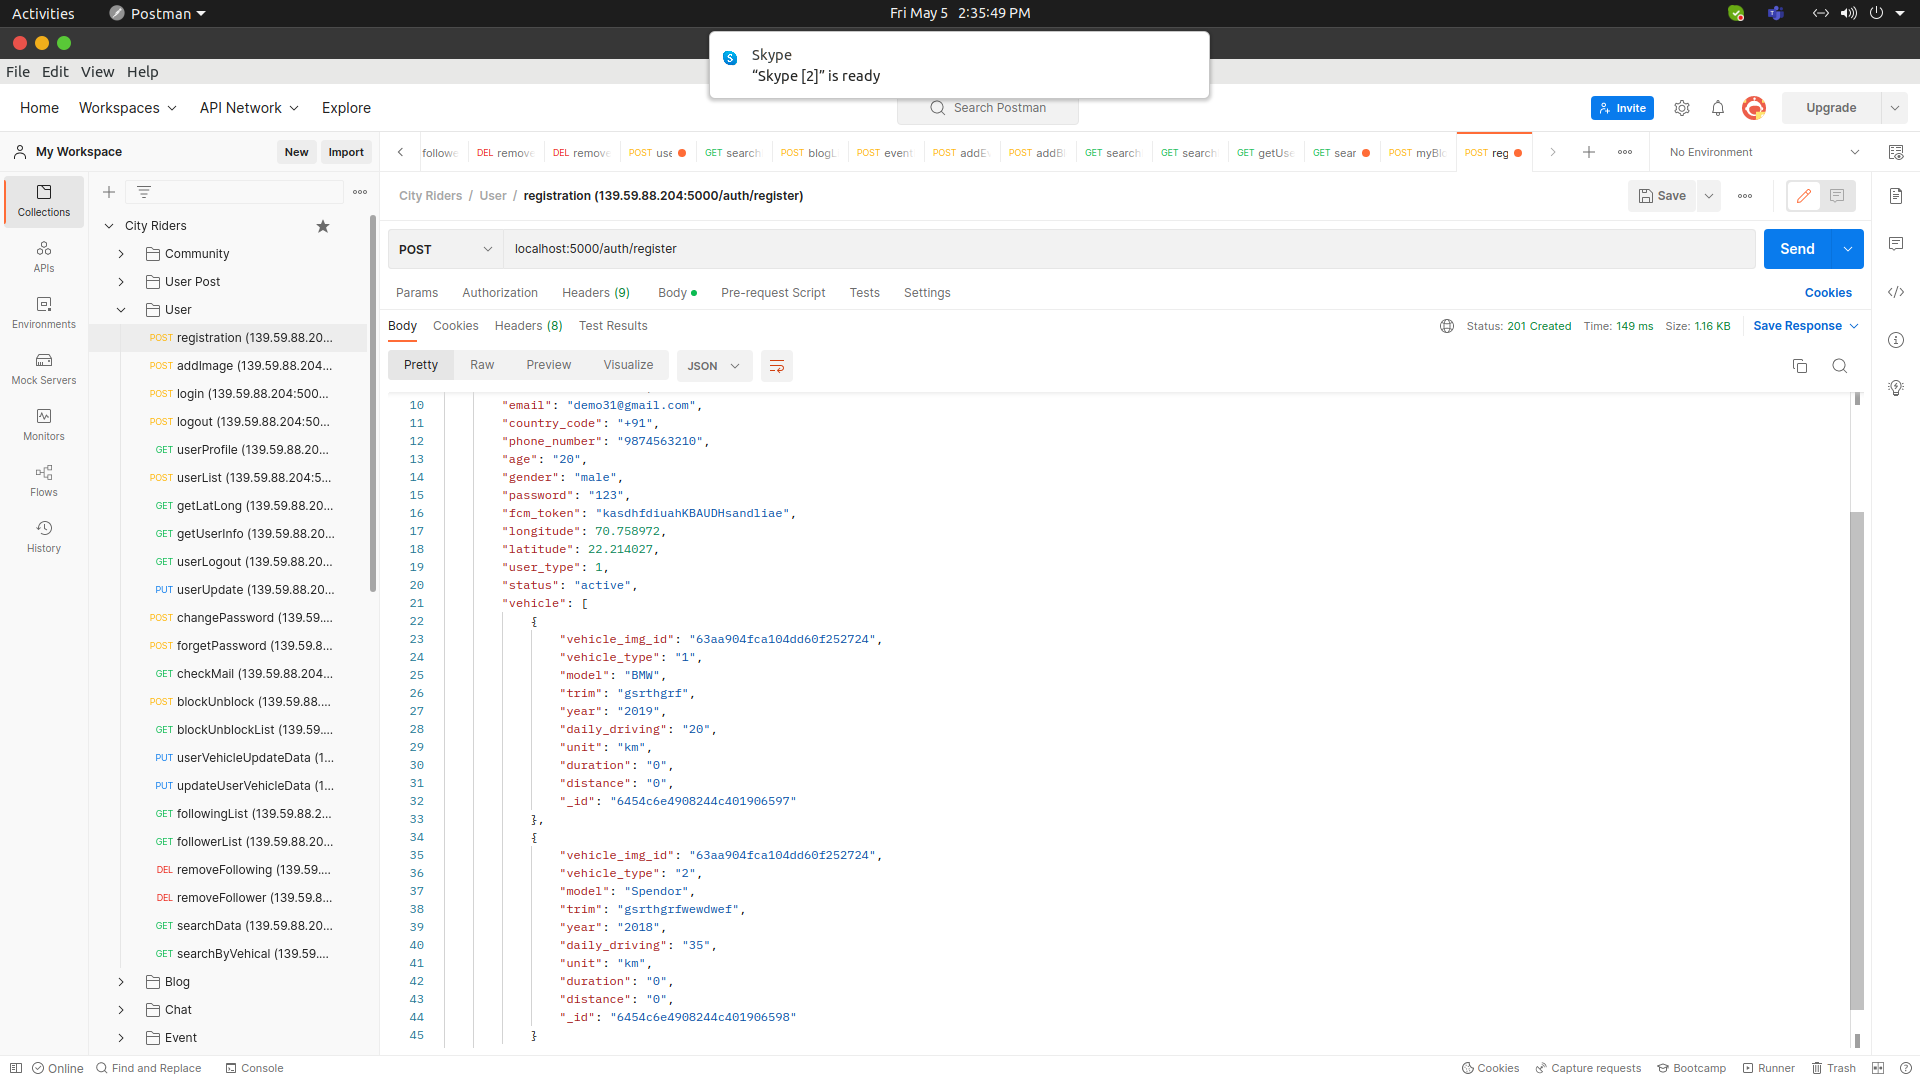 Activities
Postman
Fri May 5 2:35:49 PM
Skype
“Skype [2]” is ready
File Edit View Help
Home Workspaces API Network Explore
Search Postman
Invite
Upgrade
My Workspace
New
Import
followe
DEL remove
DEL remove
POST use
GET search
POST blogL
POST event
POST addE
POST addB
GET search
GET search
GET getUse
GET sear
POST myBl
POST reg
No Environment
City Riders / User / registration (139.59.88.204:5000/auth/register)
Save
Collections
APIs
Environments
Mock Servers
Monitors
Flows
History
City Riders
Community
User Post
User
POST registration (139.59.88.20...
POST addImage (139.59.88.204...
POST login (139.59.88.204:500...
POST logout (139.59.88.204:50...
GET userProfile (139.59.88.20...
POST userList (139.59.88.204:5...
GET getLatLong (139.59.88.20...
GET getUserInfo (139.59.88.20...
GET userLogout (139.59.88.20...
PUT userUpdate (139.59.88.20...
POST changePassword (139.59....
POST forgetPassword (139.59.8...
GET checkMail (139.59.88.204...
POST blockUnblock (139.59.88....
GET blockUnblockList (139.59....
PUT userVehicleUpdateData (1...
PUT updateUserVehicleData (1...
GET followingList (139.59.88.2...
GET followerList (139.59.88.20...
DEL removeFollowing (139.59....
DEL removeFollower (139.59.8...
GET searchData (139.59.88.20...
GET searchByVehical (139.59....
Blog
Chat
Event
POST
localhost:5000/auth/register
Send
Params Authorization Headers (9) Body Pre-request Script Tests Settings
Cookies
Body Cookies Headers (8) Test Results
Status: 201 Created Time: 149 ms Size: 1.16 KB
Save Response
Pretty Raw Preview Visualize
JSON
10 "email": "demo31@gmail.com",
11 "country_code": "+91",
12 "phone_number": "9874563210",
13 "age": "20",
14 "gender": "male",
15 "password": "123",
16 "fcm_token": "kasdhfdiuahKBAUDHsandliae",
17 "longitude": 70.758972,
18 "latitude": 22.214027,
19 "user_type": 1,
20 "status": "active",
21 "vehicle": [
22 {
23 "vehicle_img_id": "63aa904fca104dd60f252724",
24 "vehicle_type": "1",
25 "model": "BMW",
26 "trim": "gsrthgrf",
27 "year": "2019",
28 "daily_driving": "20",
29 "unit": "km",
30 "duration": "0",
31 "distance": "0",
32 "_id": "6454c6e4908244c401906597"
33 },
34 {
35 "vehicle_img_id": "63aa904fca104dd60f252724",
36 "vehicle_type": "2",
37 "model": "Spendor",
38 "trim": "gsrthgrfwewdwef",
39 "year": "2018",
40 "daily_driving": "35",
41 "unit": "km",
42 "duration": "0",
43 "distance": "0",
44 "_id": "6454c6e4908244c401906598"
45 }
Online
Find and Replace
Console
Cookies
Capture requests
Bootcamp
Runner
Trash